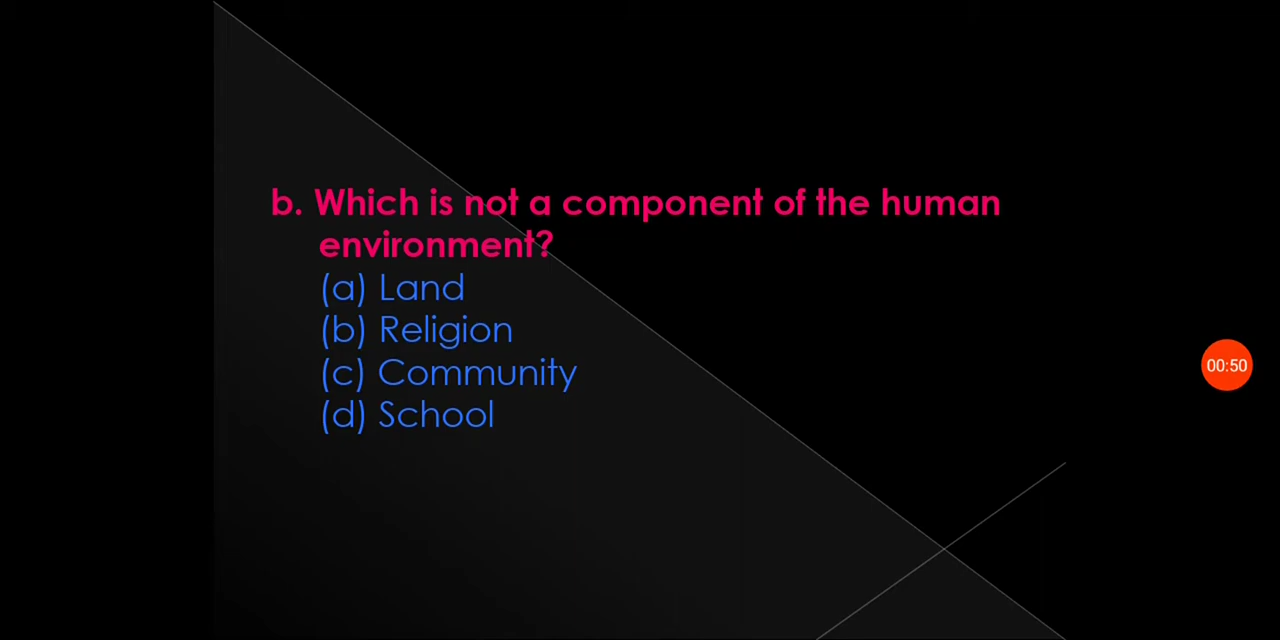 b. Which is not a component of the human
environment?
(a) Land
(b) Religion
(c) Community
(d) School
00:50